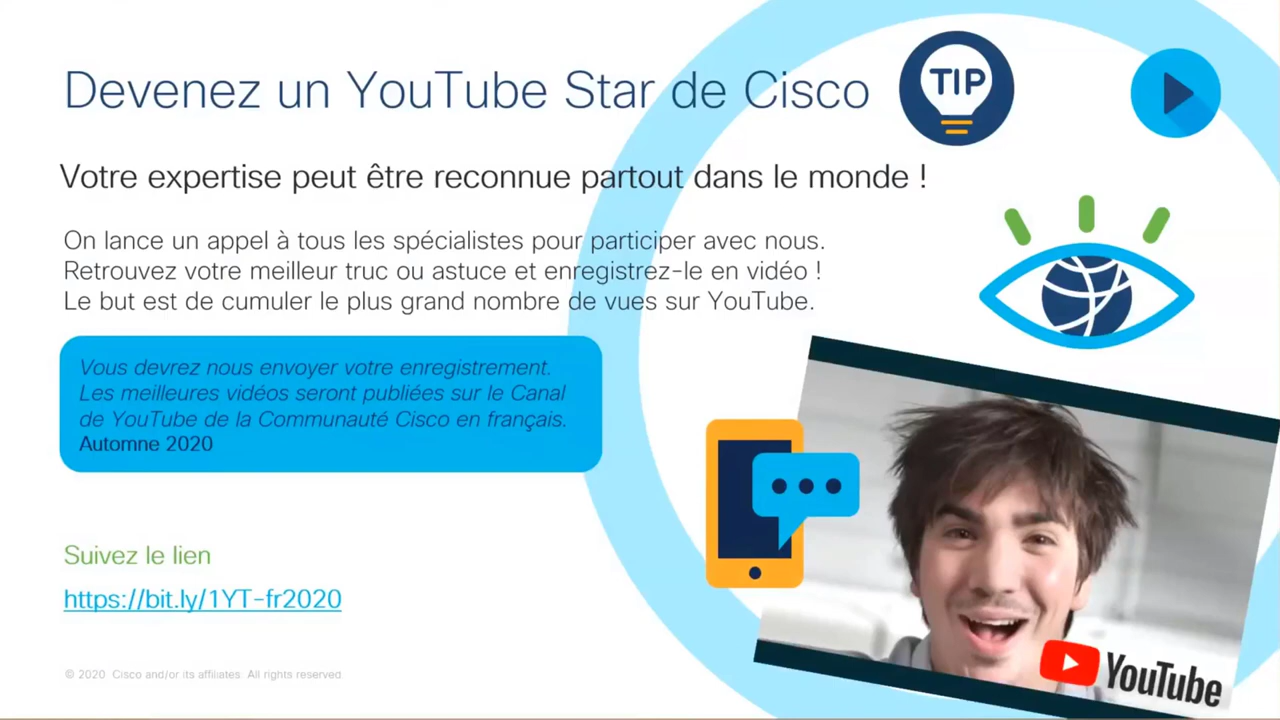 Devenez un YouTube Star de Cisco
TIP
Votre expertise peut être reconnue partout dans le monde !
On lance un appel à tous les spécialistes pour participer avec nous.
Retrouvez votre meilleur truc ou astuce et enregistrez-le en vidéo !
Le but est de cumuler le plus grand nombre de vues sur YouTube.
Vous devrez nous envoyer votre enregistrement.
Les meilleures vidéos seront publiées sur le Canal
de YouTube de la Communauté Cisco en français.
Automne 2020
Suivez le lien
https://bit.ly/1YT-fr2020
YouTube
© 2020 Cisco and/or its affiliates. All rights reserved.